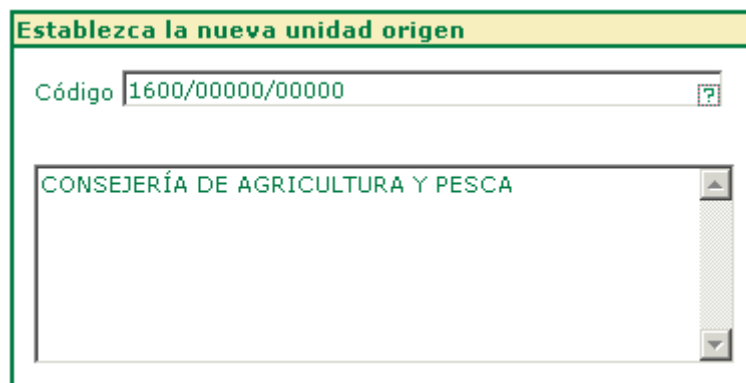 Establezca la nueva unidad origen
Código 1600/00000/00000 ?
CONSEJERÍA DE AGRICULTURA Y PESCA